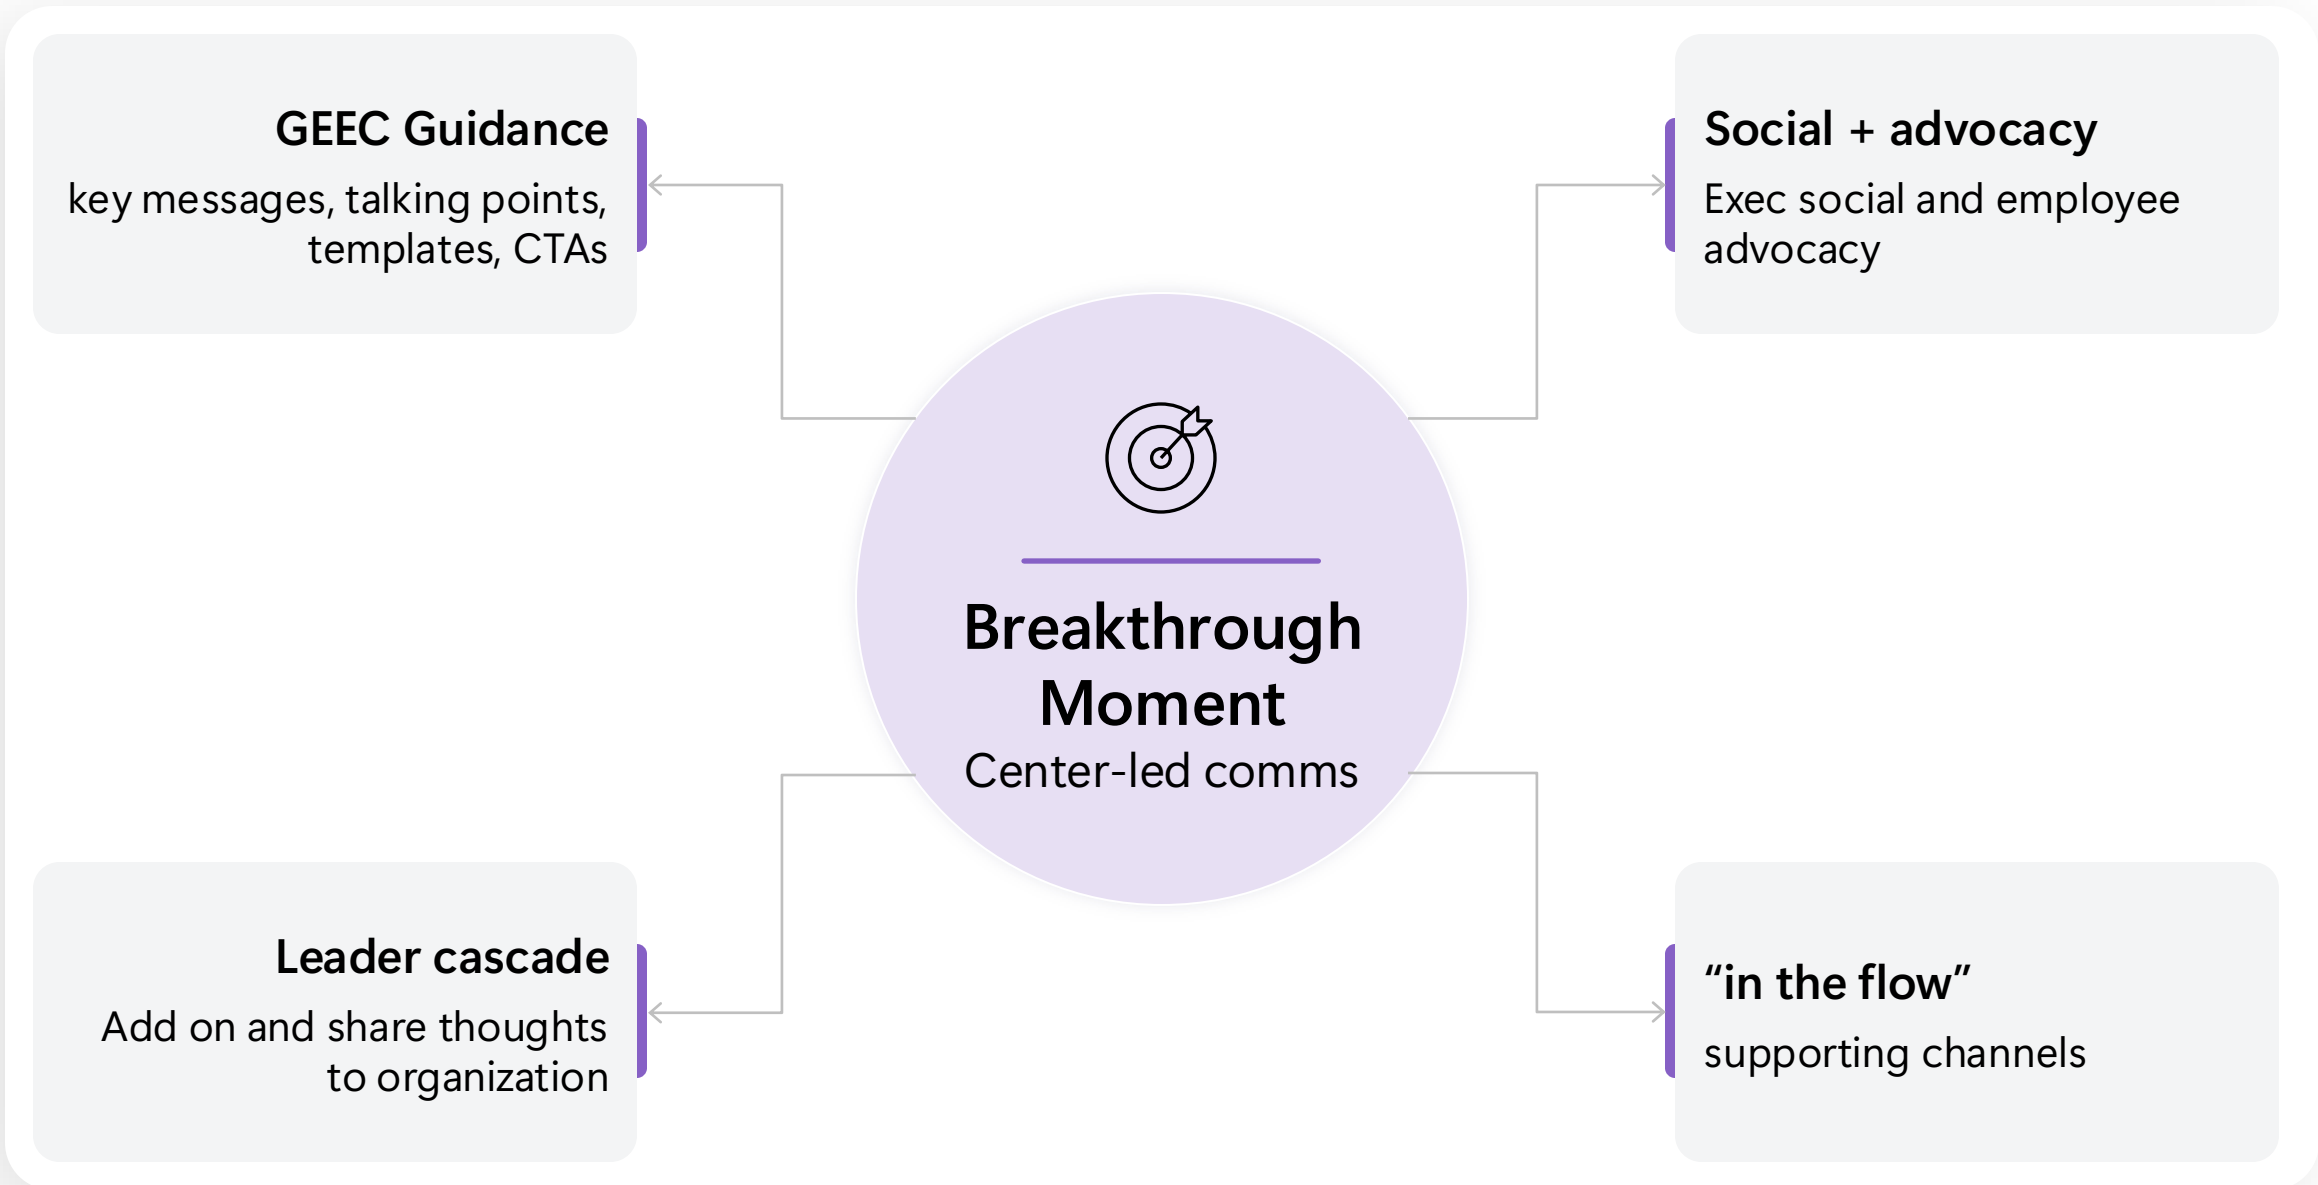 GEEC Guidance
key messages, talking points,
templates, CTAs
Social + advocacy
Exec social and employee
advocacy
Breakthrough
Moment
Center-led comms
Leader cascade
Add on and share thoughts
to organization
“in the flow”
supporting channels